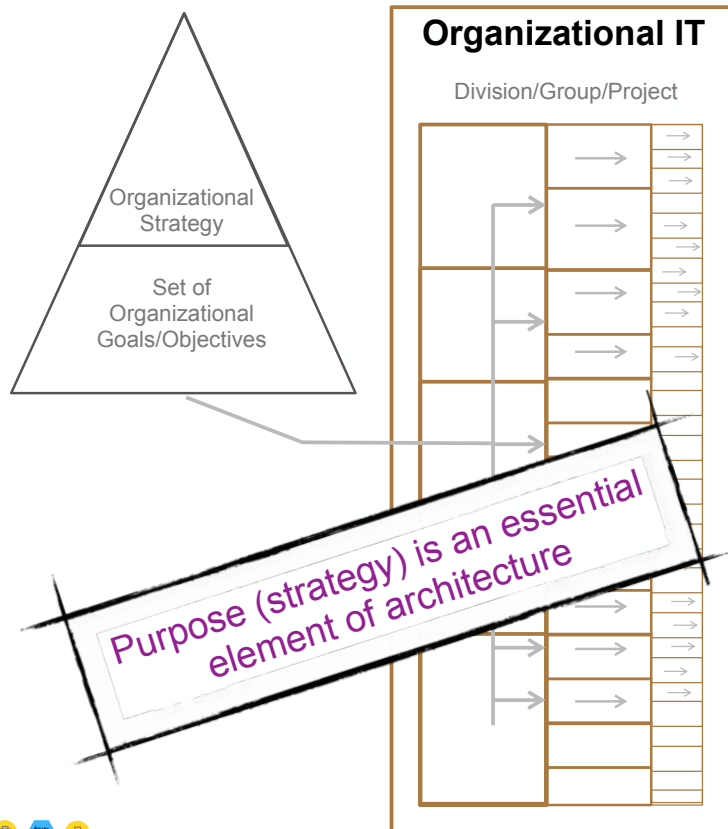 Organizational IT
Division/Group/Project
Organizational
Strategy
Set of
Organizational
Goals/Objectives
Purpose (strategy) is an essential
element of architecture